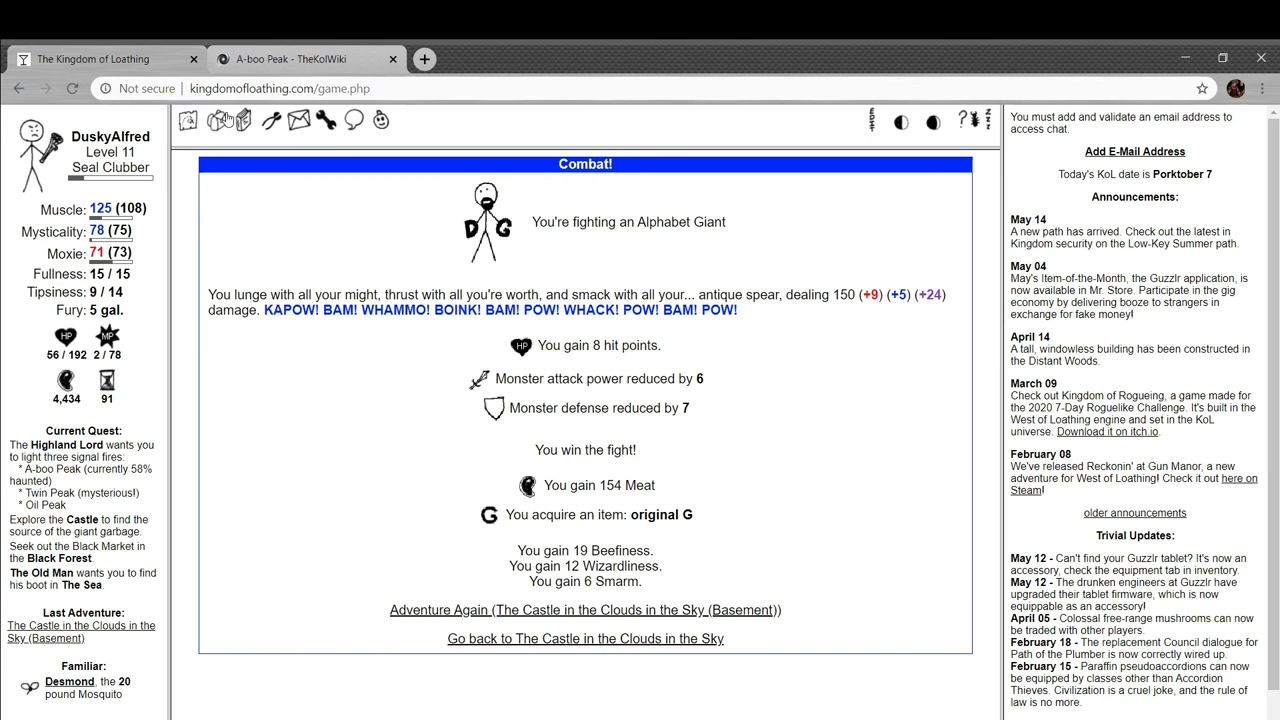 The Kingdom of Loathing
A-boo Peak - TheKolWiki
Not secure
kingdomofloathing.com/game.php
DuskyAlfred
Level 11
Seal Clubber
Muscle: 125 (108)
Mysticality: 78 (75)
Moxie: 71 (73)
Fullness: 15 / 15
Tipsiness: 9 / 14
Fury: 5 gal.
HP
MP
56 / 192 2 / 78
4,434 91
Current Quest:
The Highland Lord wants you
to light three signal fires:
* A-boo Peak (currently 58%
haunted)
* Twin Peak (mysterious!)
* Oil Peak
Explore the Castle to find the
source of the giant garbage.
Seek out the Black Market in
the Black Forest.
The Old Man wants you to find
his boot in The Sea.
Last Adventure:
The Castle in the Clouds in the
Sky (Basement)
Familiar:
Desmond, the 20
pound Mosquito
EDIT
?
Z Z Z
Combat!
D G
You're fighting an Alphabet Giant
You lunge with all your might, thrust with all you're worth, and smack with all your... antique spear, dealing 150 (+9) (+5) (+24)
damage. KAPOW! BAM! WHAMMO! BOINK! BAM! POW! WHACK! POW! BAM! POW!
HP You gain 8 hit points.
Monster attack power reduced by 6
Monster defense reduced by 7
You win the fight!
You gain 154 Meat
G You acquire an item: original G
You gain 19 Beefiness.
You gain 12 Wizardliness.
You gain 6 Smarm.
Adventure Again (The Castle in the Clouds in the Sky (Basement))
Go back to The Castle in the Clouds in the Sky
You must add and validate an email address to
access chat.
Add E-Mail Address
Today's KoL date is Porktober 7
Announcements:
May 14
A new path has arrived. Check out the latest in
Kingdom security on the Low-Key Summer path.
May 04
May's Item-of-the-Month, the Guzzlr application, is
now available in Mr. Store. Participate in the gig
economy by delivering booze to strangers in
exchange for fake money!
April 14
A tall, windowless building has been constructed in
the Distant Woods.
March 09
Check out Kingdom of Rogueing, a game made for
the 2020 7-Day Roguelike Challenge. It's built in the
West of Loathing engine and set in the KoL
universe. Download it on itch.io.
February 08
We've released Reckonin' at Gun Manor, a new
adventure for West of Loathing! Check it out here on
Steam!
older announcements
Trivial Updates:
May 12 - Can't find your Guzzlr tablet? It's now an
accessory, check the equipment tab in inventory.
May 12 - The drunken engineers at Guzzlr have
upgraded their tablet firmware, which is now
equippable as an accessory!
April 05 - Colossal free-range mushrooms can now
be traded with other players.
February 18 - The replacement Council dialogue for
Path of the Plumber is now correctly wired up.
February 15 - Paraffin pseudoaccordions can now
be equipped by classes other than Accordion
Thieves. Civilization is a cruel joke, and the rule of
law is no more.